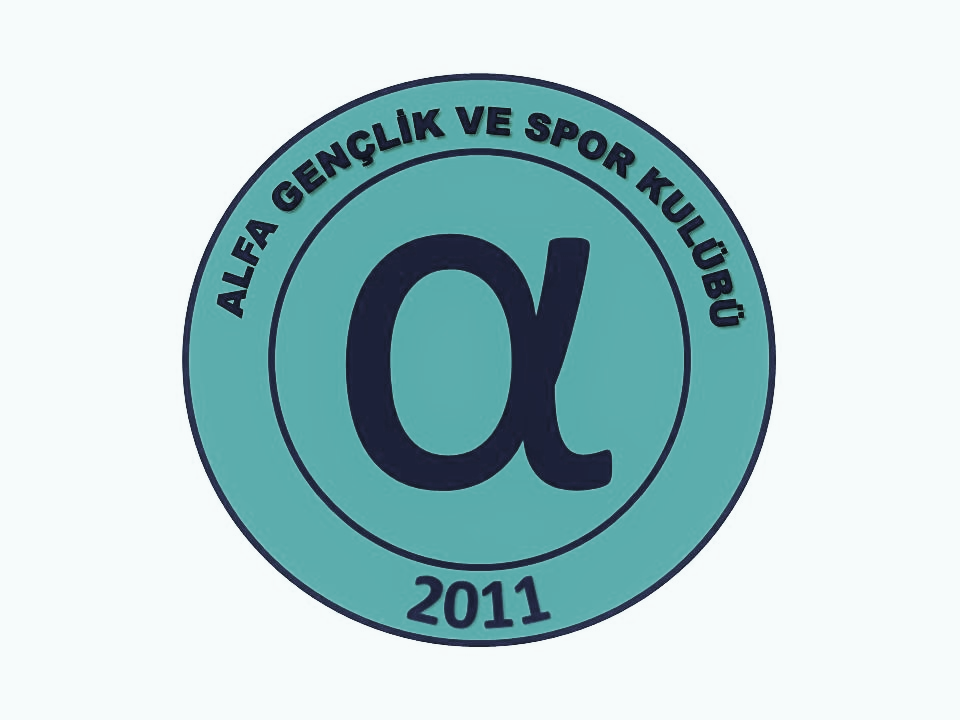 ALFA GENÇLİK VE SPOR KULÜBÜ
α
2011